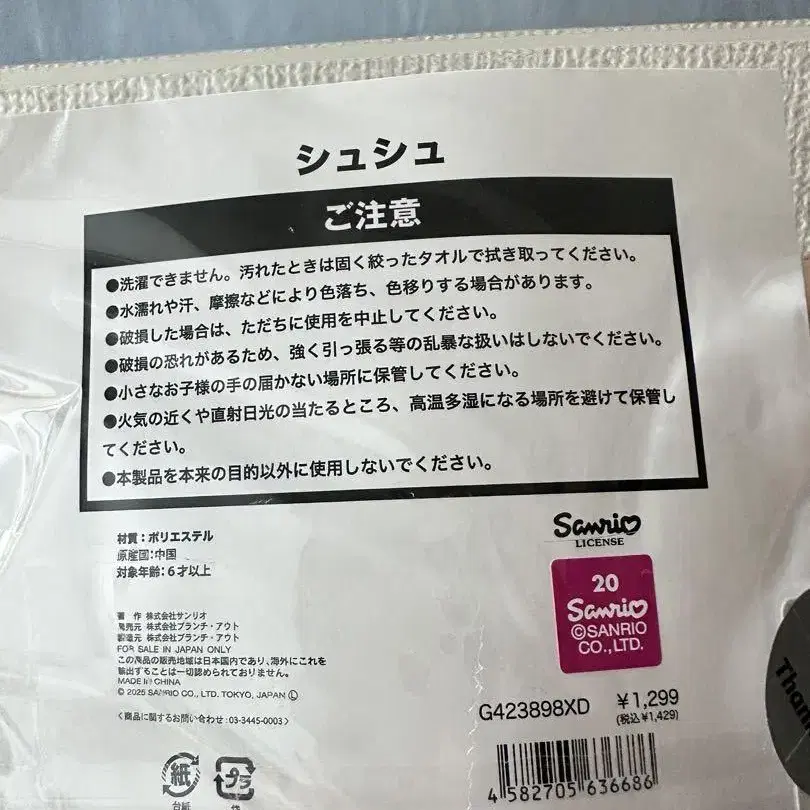 シュシュ
ご注意
●洗濯できません。汚れたときは固く絞ったタオルで拭き取ってください。
●水濡れや汗、摩擦などにより色落ち、色移りする場合があります。
●破損した場合は、ただちに使用を中止してください。
●破損の恐れがあるため、強く引っ張る等の乱暴な扱いはしないでください。
●小さなお子様の手の届かない場所に保管してください。
●火気の近くや直射日光の当たるところ、高温多湿になる場所を避けて保管し
てください。
●本製品を本来の目的以外に使用しないでください。
材質：ポリエステル
原産国：中国
対象年齢：6才以上
著 作 株式会社サンリオ
発売元 株式会社ブランチ・アウト
製造元 株式会社ブランチ・アウト
FOR SALE IN JAPAN ONLY
この商品の販売地域は日本国内であり、海外にこれを
輸出することは一切認められておりません。
MADE IN CHINA
© 2025 SANRIO CO., LTD. TOKYO, JAPAN Ⓛ
〈商品に関するお問い合わせ：03-3445-0003〉
紙
台紙
プラ
袋
Sanrio
LICENSE
20
Sanrio
©SANRIO
CO., LTD.
G423898XD ¥1,299
(税込¥1,429)
4 582705 636686